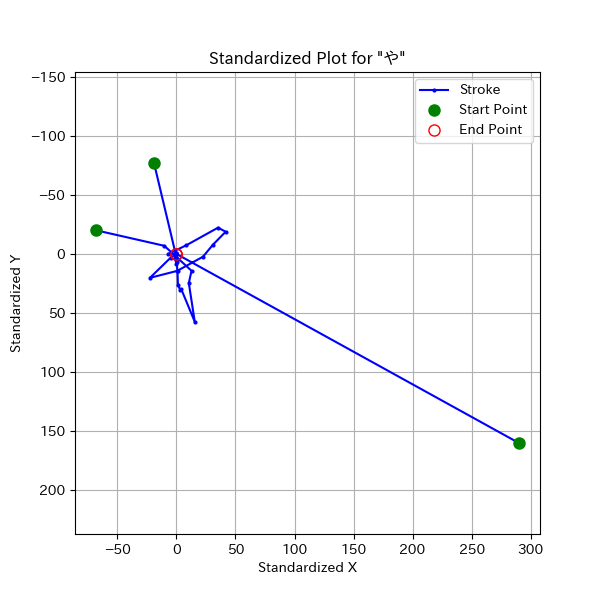 Standardized Plot for "や"
Stroke
Start Point
End Point
−150
−100
−50
0
50
100
150
200
Standardized Y
−50 0 50 100 150 200 250 300
Standardized X